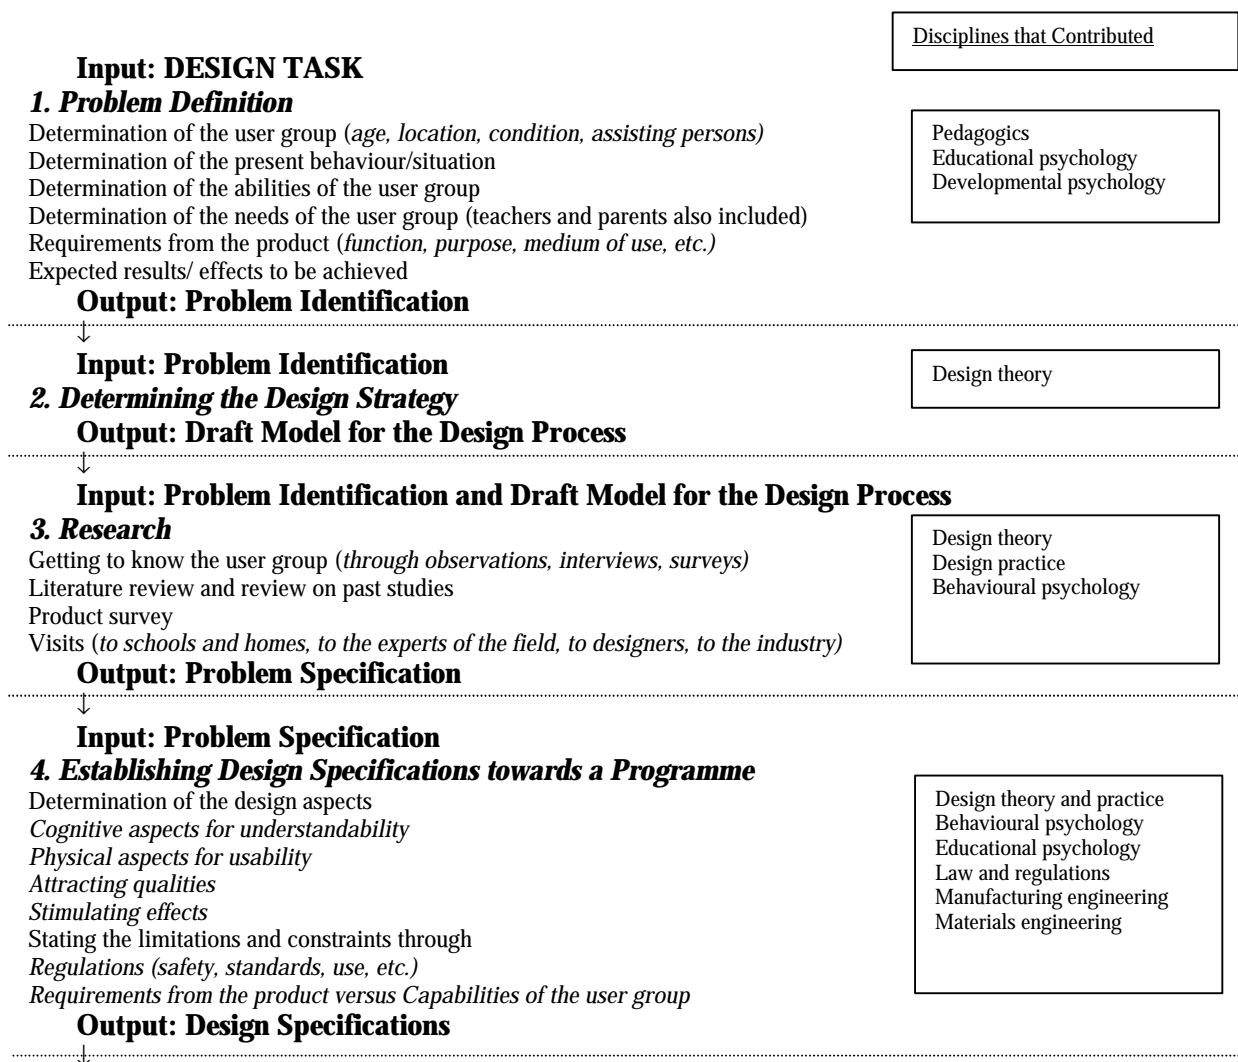 Disciplines that Contributed
Input: DESIGN TASK
1. Problem Definition
Determination of the user group (age, location, condition, assisting persons)
Determination of the present behaviour/situation
Determination of the abilities of the user group
Determination of the needs of the user group (teachers and parents also included)
Requirements from the product (function, purpose, medium of use, etc.)
Expected results/ effects to be achieved
Output: Problem Identification
Pedagogics
Educational psychology
Developmental psychology
↓
Input: Problem Identification
2. Determining the Design Strategy
Output: Draft Model for the Design Process
Design theory
↓
Input: Problem Identification and Draft Model for the Design Process
3. Research
Getting to know the user group (through observations, interviews, surveys)
Literature review and review on past studies
Product survey
Visits (to schools and homes, to the experts of the field, to designers, to the industry)
Output: Problem Specification
Design theory
Design practice
Behavioural psychology
↓
Input: Problem Specification
4. Establishing Design Specifications towards a Programme
Determination of the design aspects
Cognitive aspects for understandability
Physical aspects for usability
Attracting qualities
Stimulating effects
Stating the limitations and constraints through
Regulations (safety, standards, use, etc.)
Requirements from the product versus Capabilities of the user group
Output: Design Specifications
Design theory and practice
Behavioural psychology
Educational psychology
Law and regulations
Manufacturing engineering
Materials engineering
↓